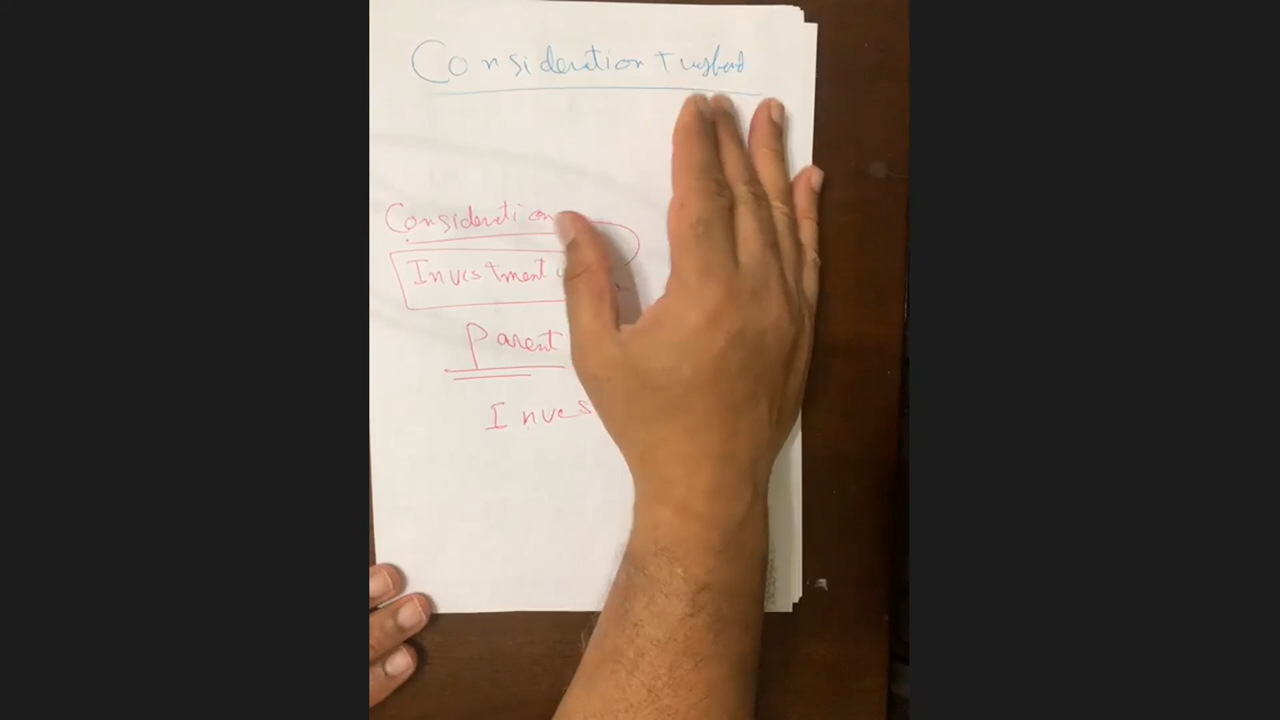 Consideration Transferred
Consideration
Investment
Parent
Inves